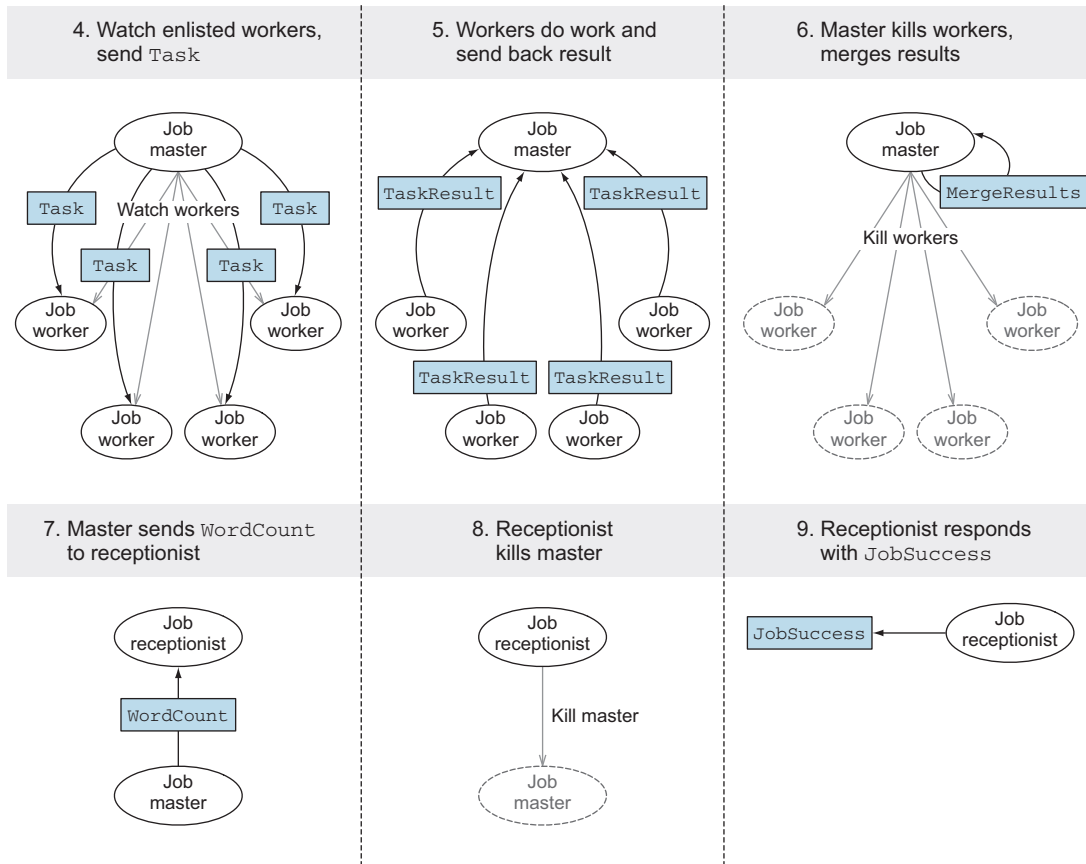 4. Watch enlisted workers,
send Task
5. Workers do work and
send back result
6. Master kills workers,
merges results
Job
master
Task
Watch workers
Task
Task
Task
Job
worker
Job
worker
Job
worker
Job
worker
Job
master
TaskResult
TaskResult
Job
worker
Job
worker
TaskResult
TaskResult
Job
worker
Job
worker
Job
master
MergeResults
Kill workers
Job
worker
Job
worker
Job
worker
Job
worker
7. Master sends WordCount
to receptionist
8. Receptionist
kills master
9. Receptionist responds
with JobSuccess
Job
receptionist
WordCount
Job
master
Job
receptionist
Kill master
Job
master
JobSuccess
Job
receptionist